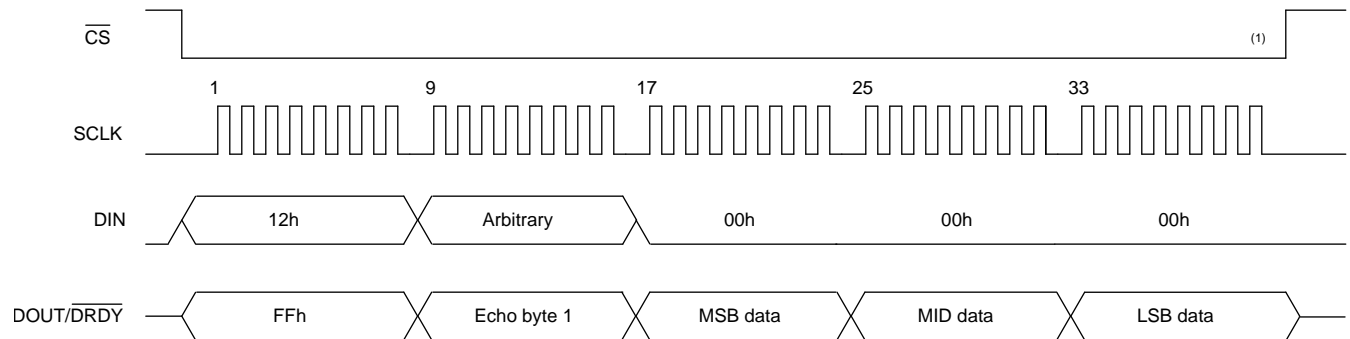 CS
(1)
1 9 17 25 33
SCLK
DIN 12h Arbitrary 00h 00h 00h
DOUT/DRDY FFh Echo byte 1 MSB data MID data LSB data